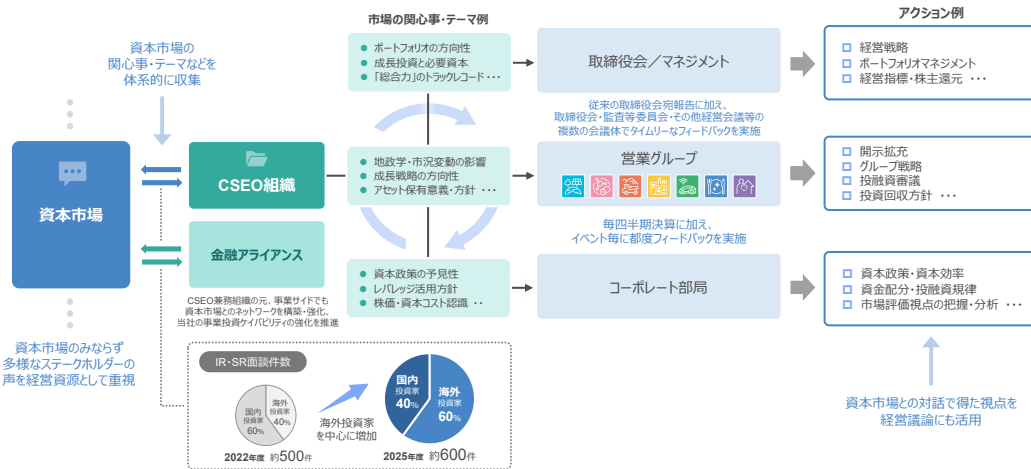 市場の関心事・テーマ例
アクション例
資本市場の
関心事・テーマなどを
体系的に収集
ポートフォリオの方向性
成長投資と必要資本
「総合力」のトラックレコード・・・
取締役会／マネジメント
経営戦略
ポートフォリオマネジメント
経営指標・株主還元 ・・・
従来の取締役会宛報告に加え、
取締役会・監査等委員会・その他経営会議等の
複数の会議体でタイムリーなフィードバックを実施
資本市場
CSEO組織
地政学・市況変動の影響
成長戦略の方向性
アセット保有意義・方針 ・・・
営業グループ
開示拡充
グループ戦略
投融資審議
投資回収方針 ・・・
毎四半期決算に加え、
イベント毎に都度フィードバックを実施
金融アライアンス
資本政策の予見性
レバレッジ活用方針
株価・資本コスト認識 ・・
コーポレート部局
資本政策・資本効率
資金配分・投融資規律
市場評価視点の把握・分析 ・・・
CSEO兼務組織の元、事業サイドでも
資本市場とのネットワークを構築・強化、
当社の事業投資ケイパビリティの強化を推進
資本市場のみならず
多様なステークホルダーの
声を経営資源として重視
IR・SR面談件数
国内
投資家
60%
海外
投資家
40%
2022年度 約500件
海外投資家
を中心に増加
国内
投資家
40%
海外
投資家
60%
2025年度 約600件
資本市場との対話で得た視点を
経営議論にも活用